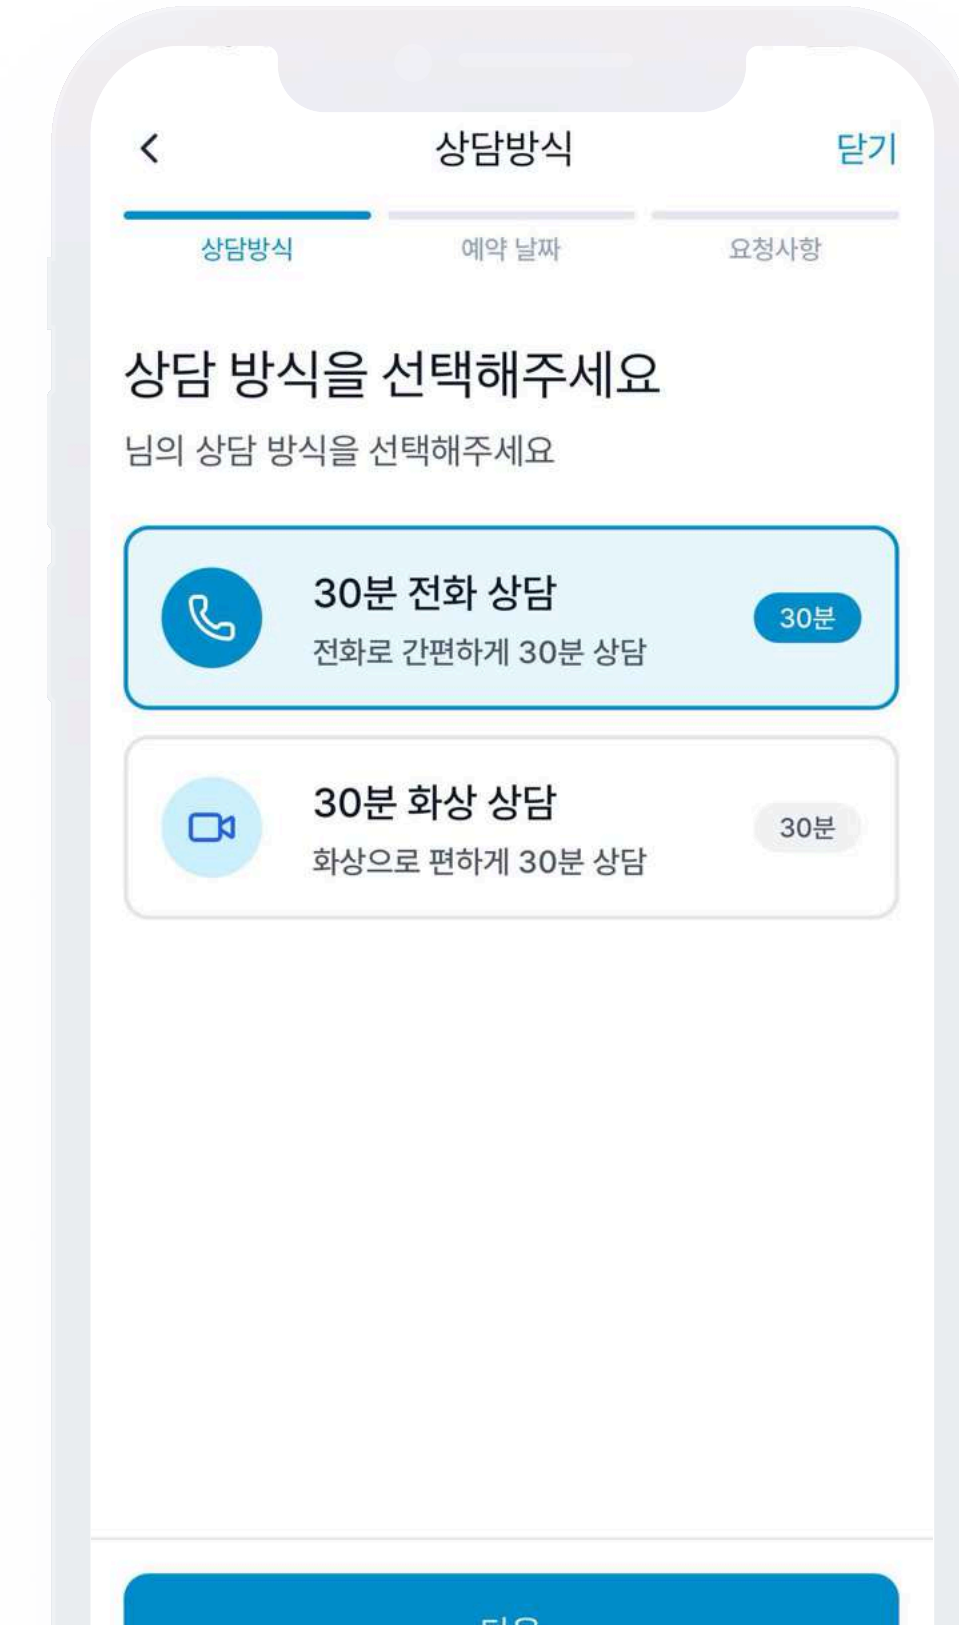 상담방식
닫기
상담방식
예약 날짜
요청사항
상담 방식을 선택해주세요
님의 상담 방식을 선택해주세요
30분 전화 상담
전화로 간편하게 30분 상담
30분
30분 화상 상담
화상으로 편하게 30분 상담
30분